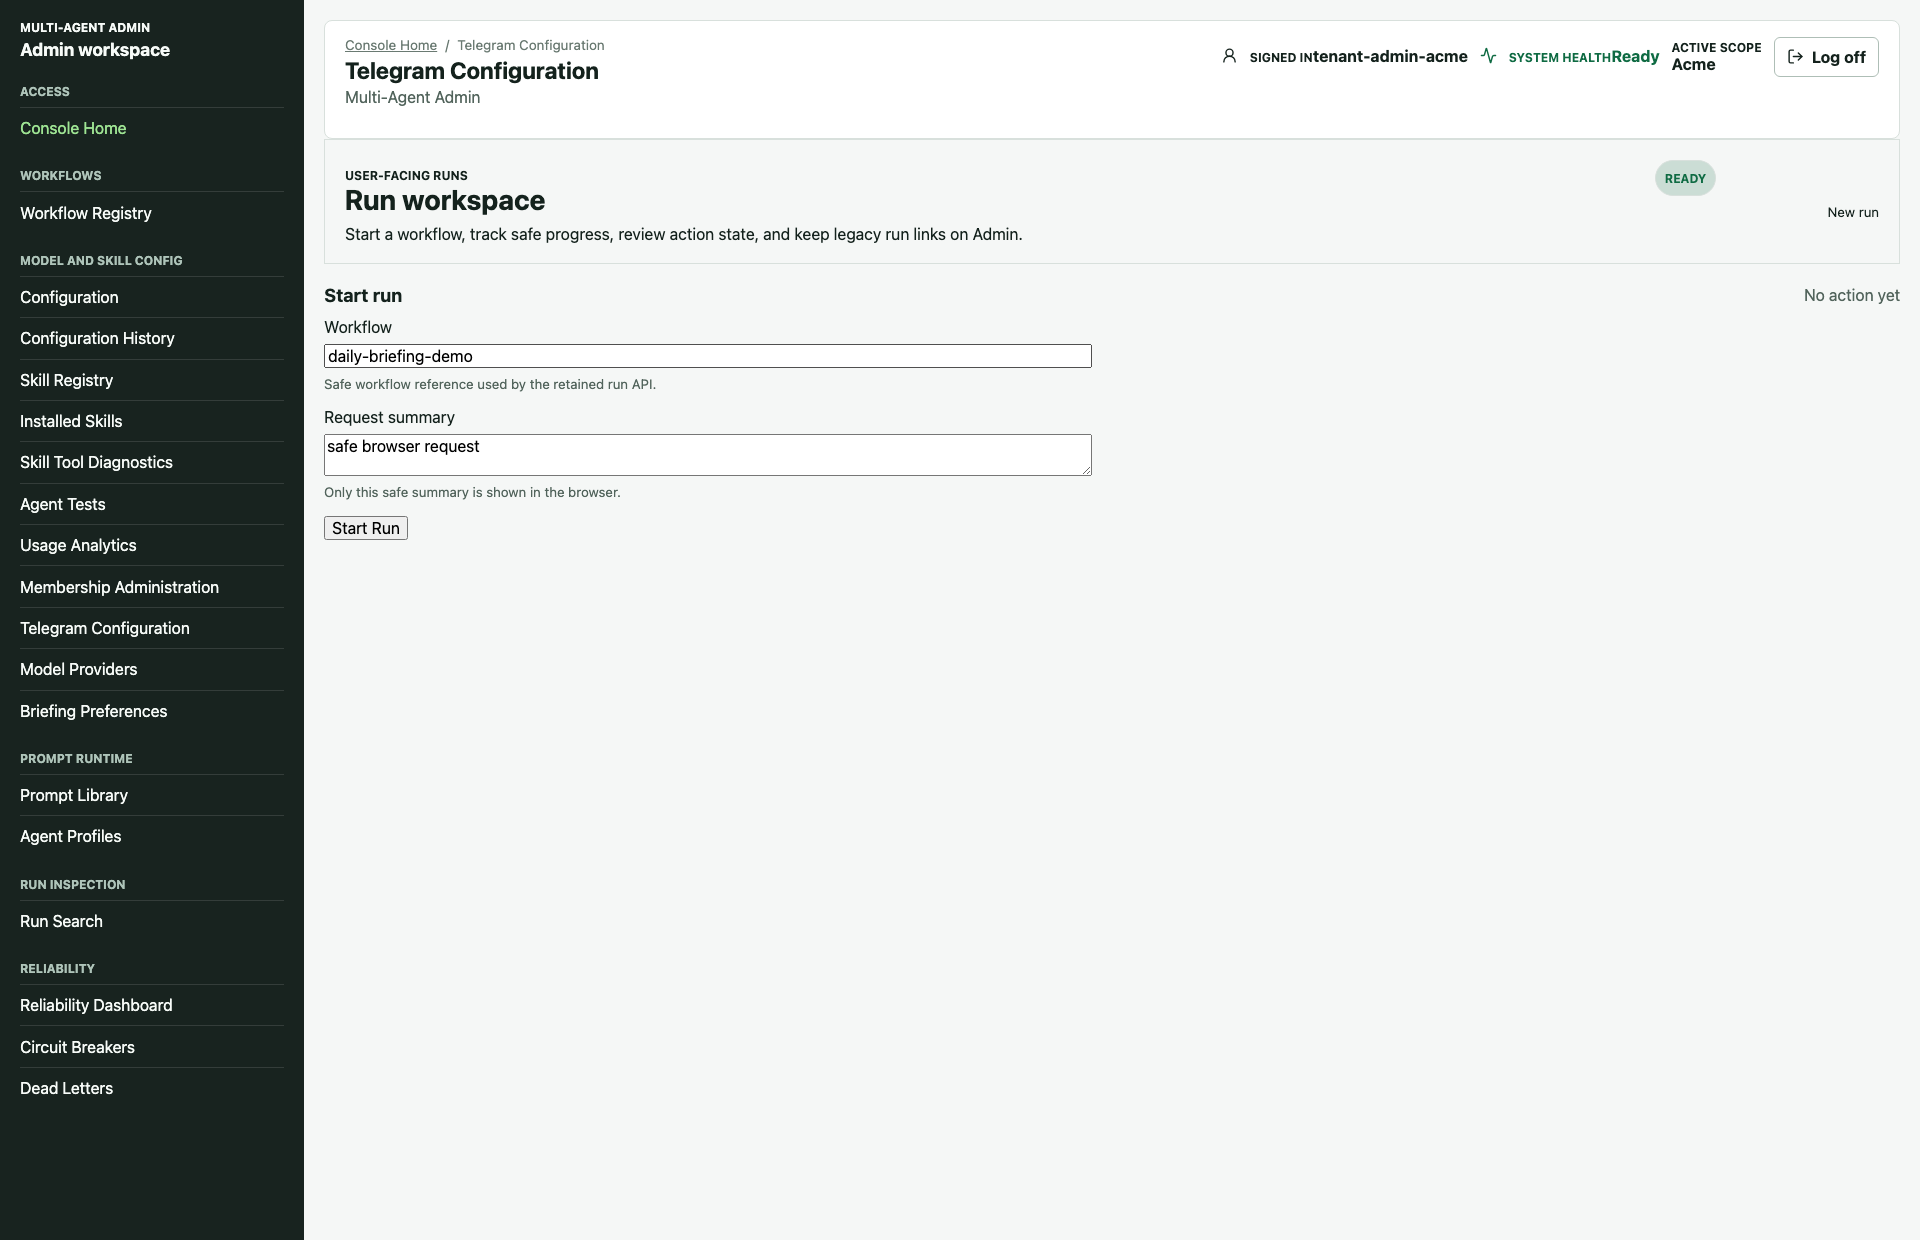 MULTI-AGENT ADMIN
Admin workspace
ACCESS
Console Home
WORKFLOWS
Workflow Registry
MODEL AND SKILL CONFIG
Configuration
Configuration History
Skill Registry
Installed Skills
Skill Tool Diagnostics
Agent Tests
Usage Analytics
Membership Administration
Telegram Configuration
Model Providers
Briefing Preferences
PROMPT RUNTIME
Prompt Library
Agent Profiles
RUN INSPECTION
Run Search
RELIABILITY
Reliability Dashboard
Circuit Breakers
Dead Letters
Console Home / Telegram Configuration
Telegram Configuration
Multi-Agent Admin
SIGNED INtenant-admin-acme
SYSTEM HEALTHReady
ACTIVE SCOPE
Acme
Log off
USER-FACING RUNS
Run workspace
Start a workflow, track safe progress, review action state, and keep legacy run links on Admin.
READY
New run
Start run
No action yet
Workflow
daily-briefing-demo
Safe workflow reference used by the retained run API.
Request summary
safe browser request
Only this safe summary is shown in the browser.
Start Run